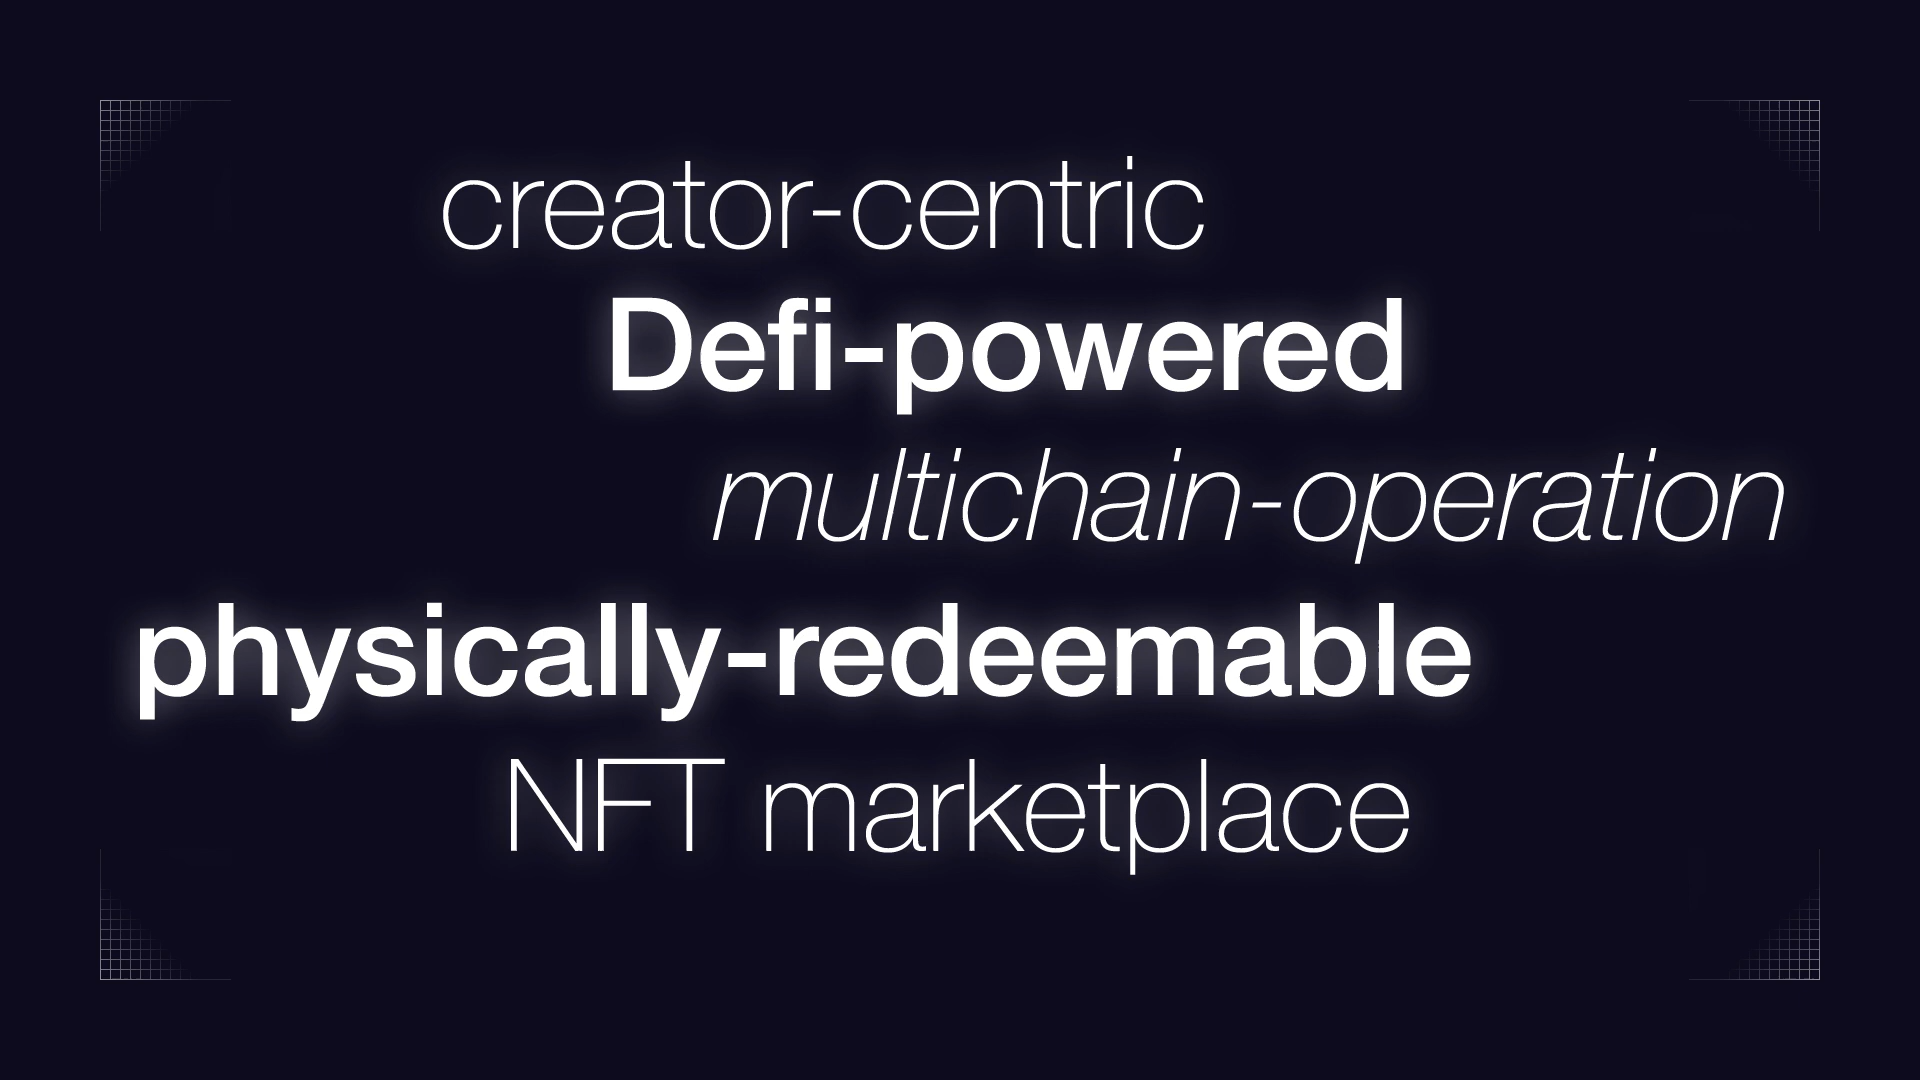 creator-centric
Defi-powered
multichain-operation
physically-redeemable
NFT marketplace